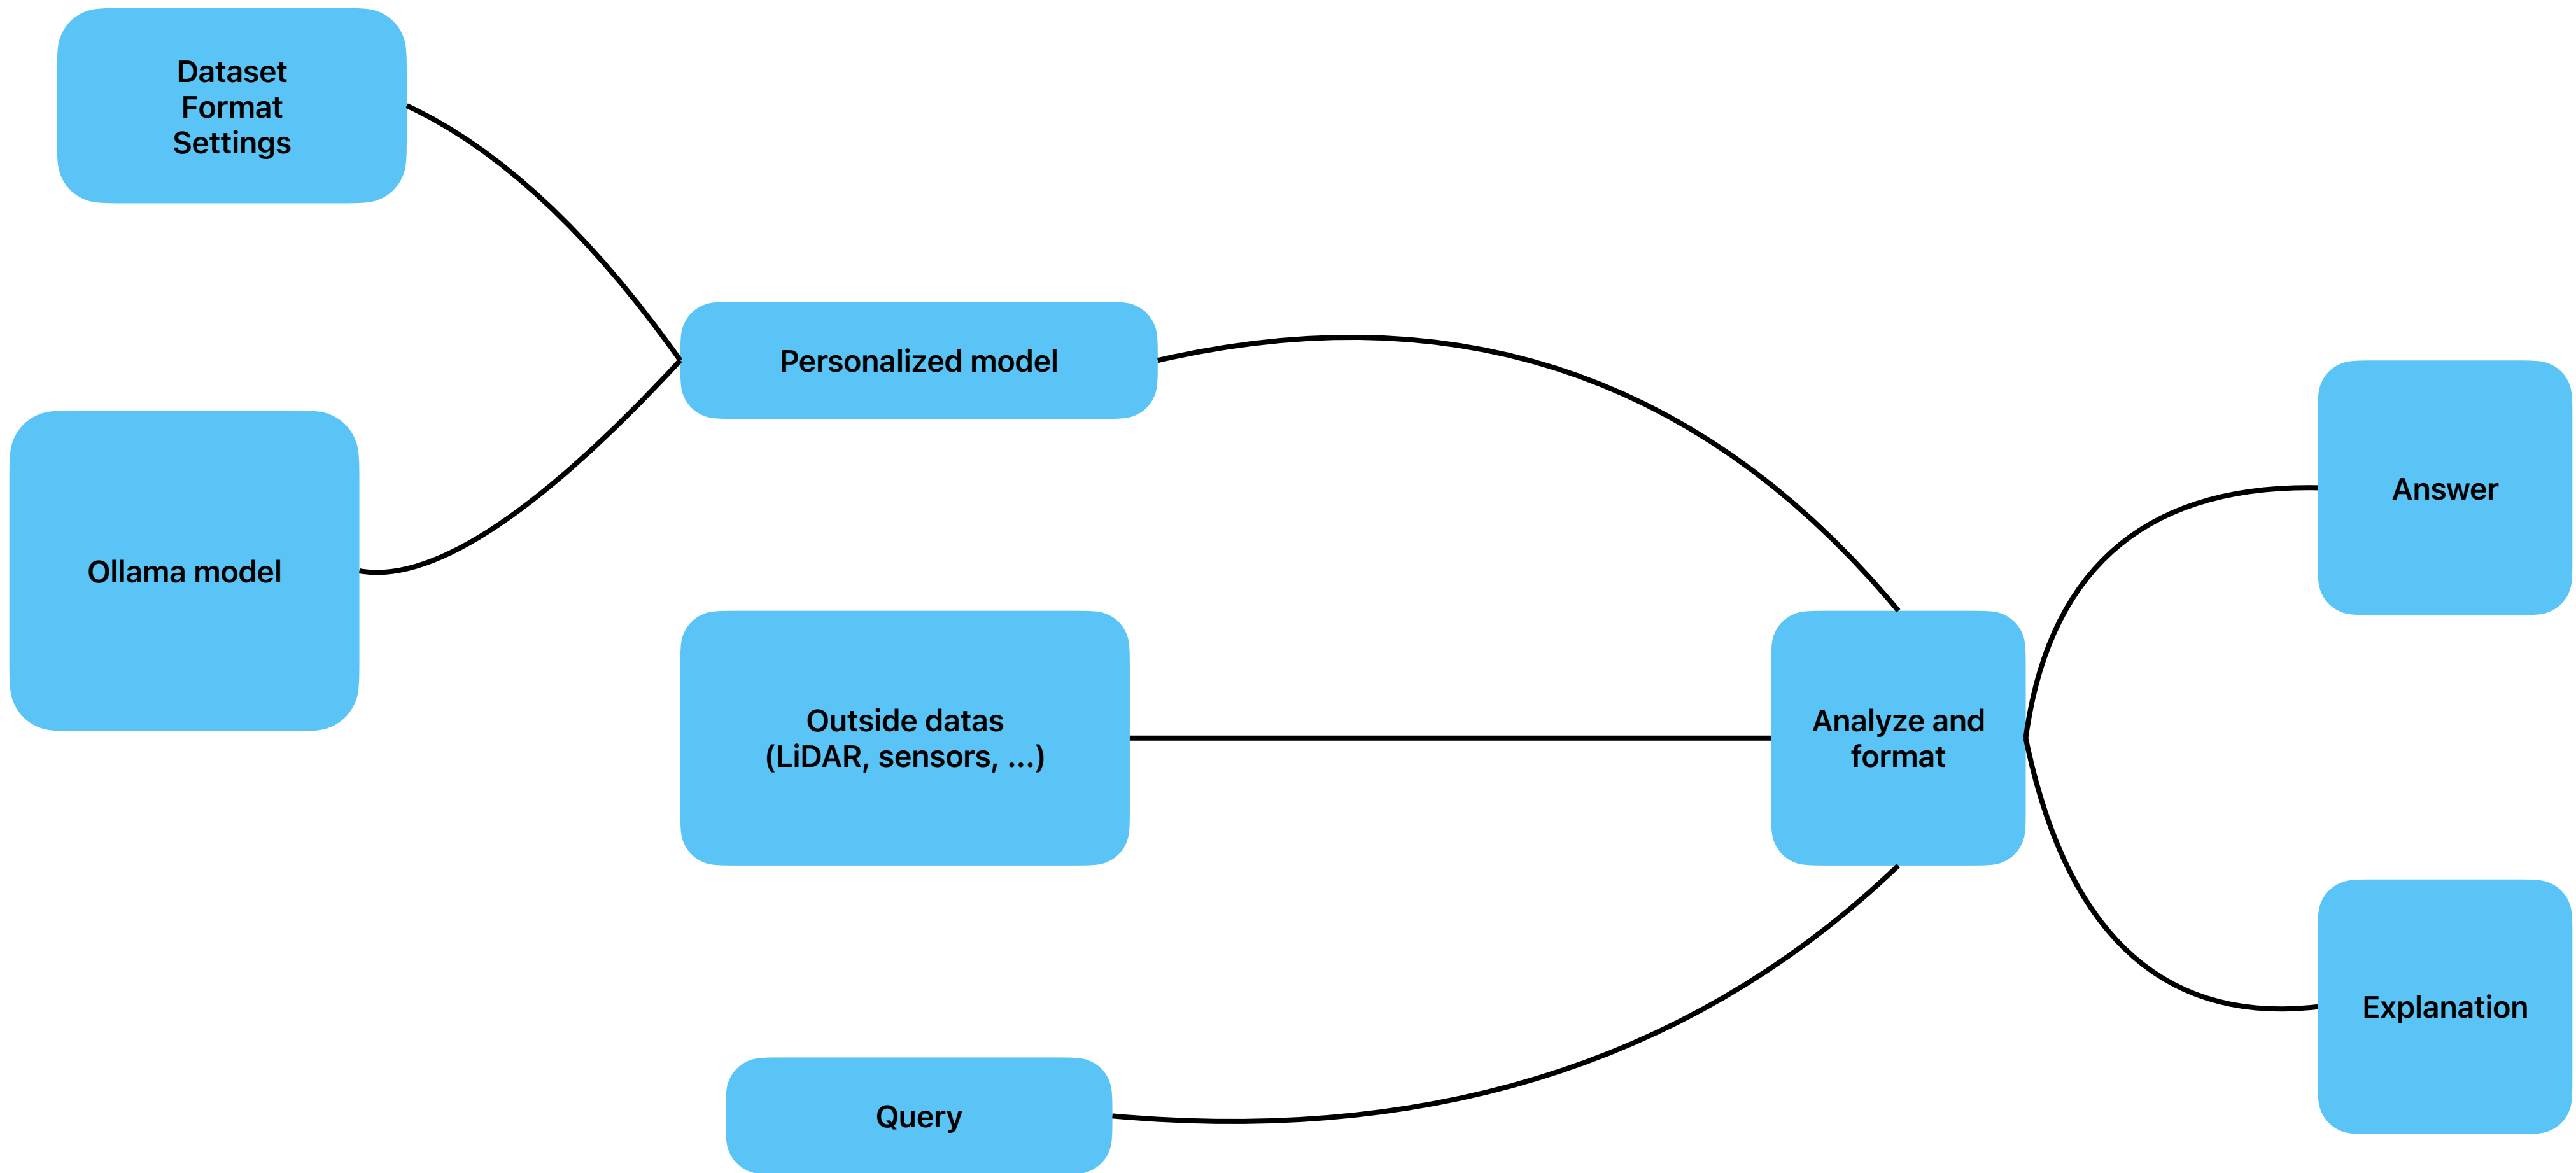 Dataset
Format
Settings
Ollama model
Personalized model
Outside datas
(LiDAR, sensors, ...)
Query
Analyze and
format
Answer
Explanation